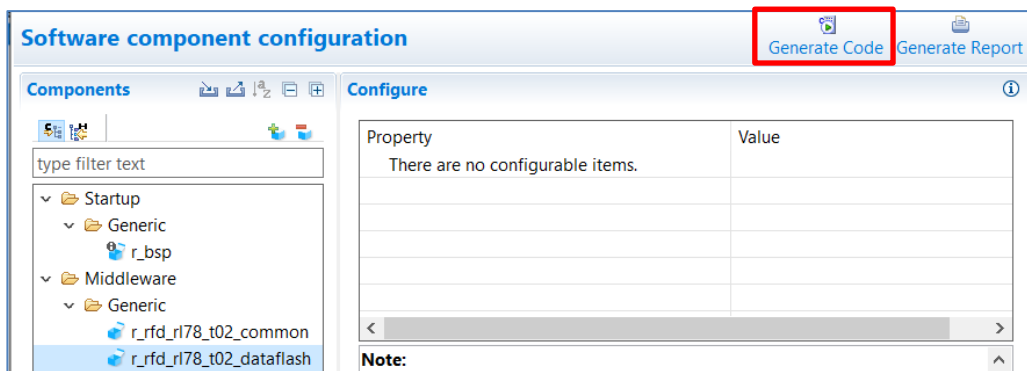 Software component configuration
Generate Code
Generate Report
Components
Configure
type filter text
Startup
Generic
r_bsp
Middleware
Generic
r_rfd_rl78_t02_common
r_rfd_rl78_t02_dataflash
Property
Value
There are no configurable items.
Note: